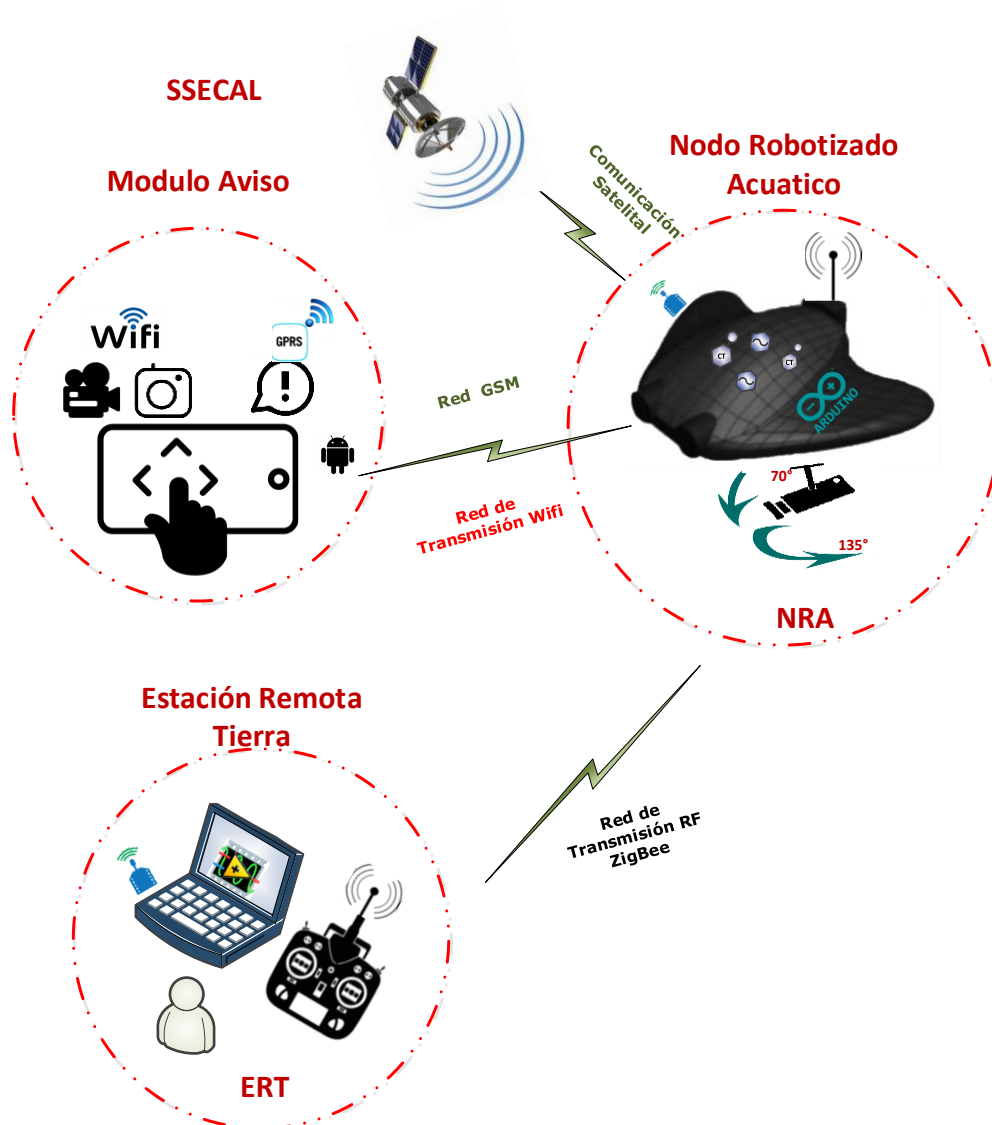 SSECAL
Modulo Aviso
Nodo Robotizado
Acuatico
Comunicación
Satelital
Wifi
GPRS
!
CT
CT
ARDUINO
70°
135°
NRA
Red GSM
Red de
Transmisión Wifi
Estación Remota
Tierra
Red de
Transmisión RF
ZigBee
ERT